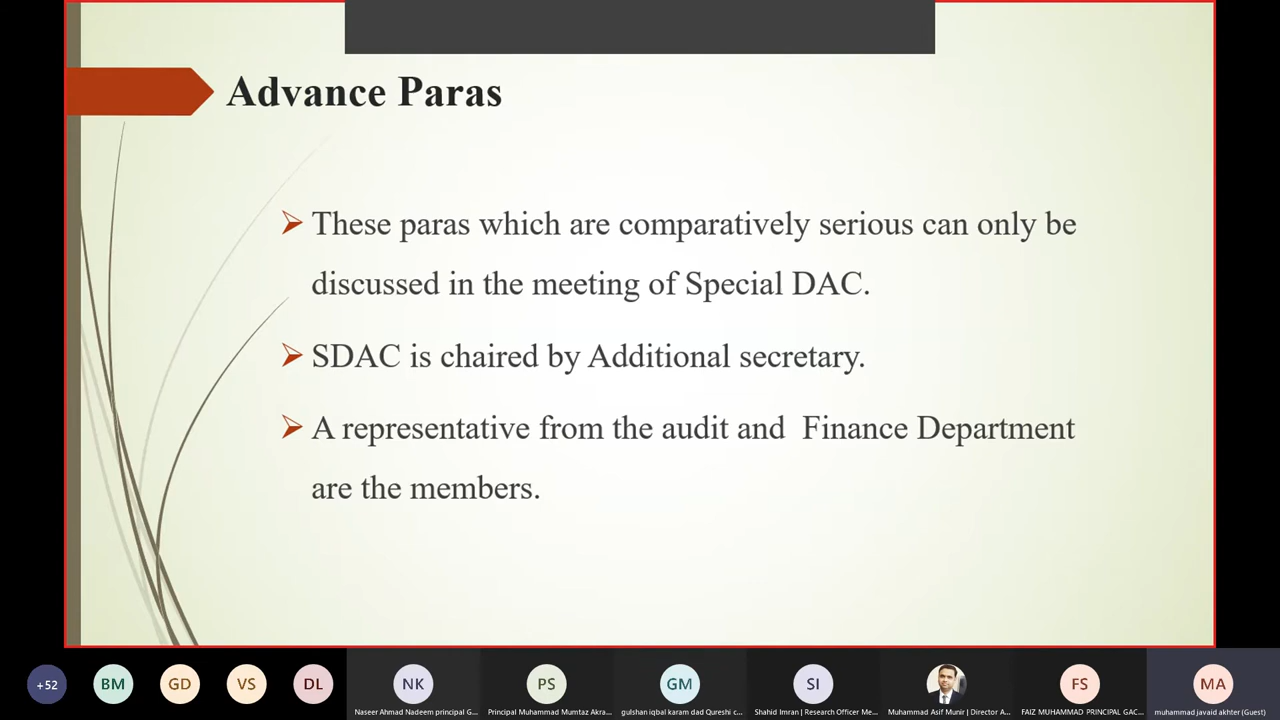 Advance Paras
These paras which are comparatively serious can only be
discussed in the meeting of Special DAC.
SDAC is chaired by Additional secretary.
A representative from the audit and Finance Department
are the members.
+52
BM
GD
VS
DL
NK
PS
GM
SI
FS
MA
Naseer Ahmad Nadeem principal G...
Principal Muhammad Mumtaz Akra...
gulshan iqbal karam dad Qureshi c...
Shahid Imran | Research Officer Me...
Muhammad Asif Munir | Director A...
FAIZ MUHAMMAD PRINCIPAL GAC...
muhammad javaid akhter (Guest)